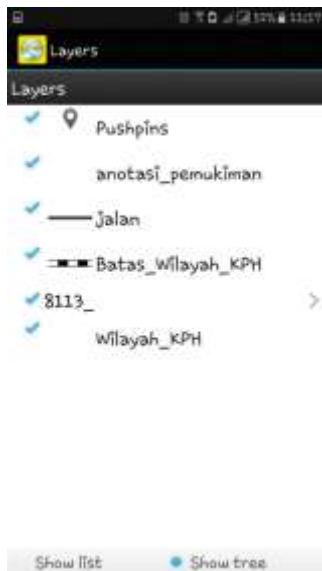 Layers
Layers
Pushpins
anotasi_pemukiman
jalan
Batas_Wilayah_KPH
8113_
Wilayah_KPH
Show list
Show tree